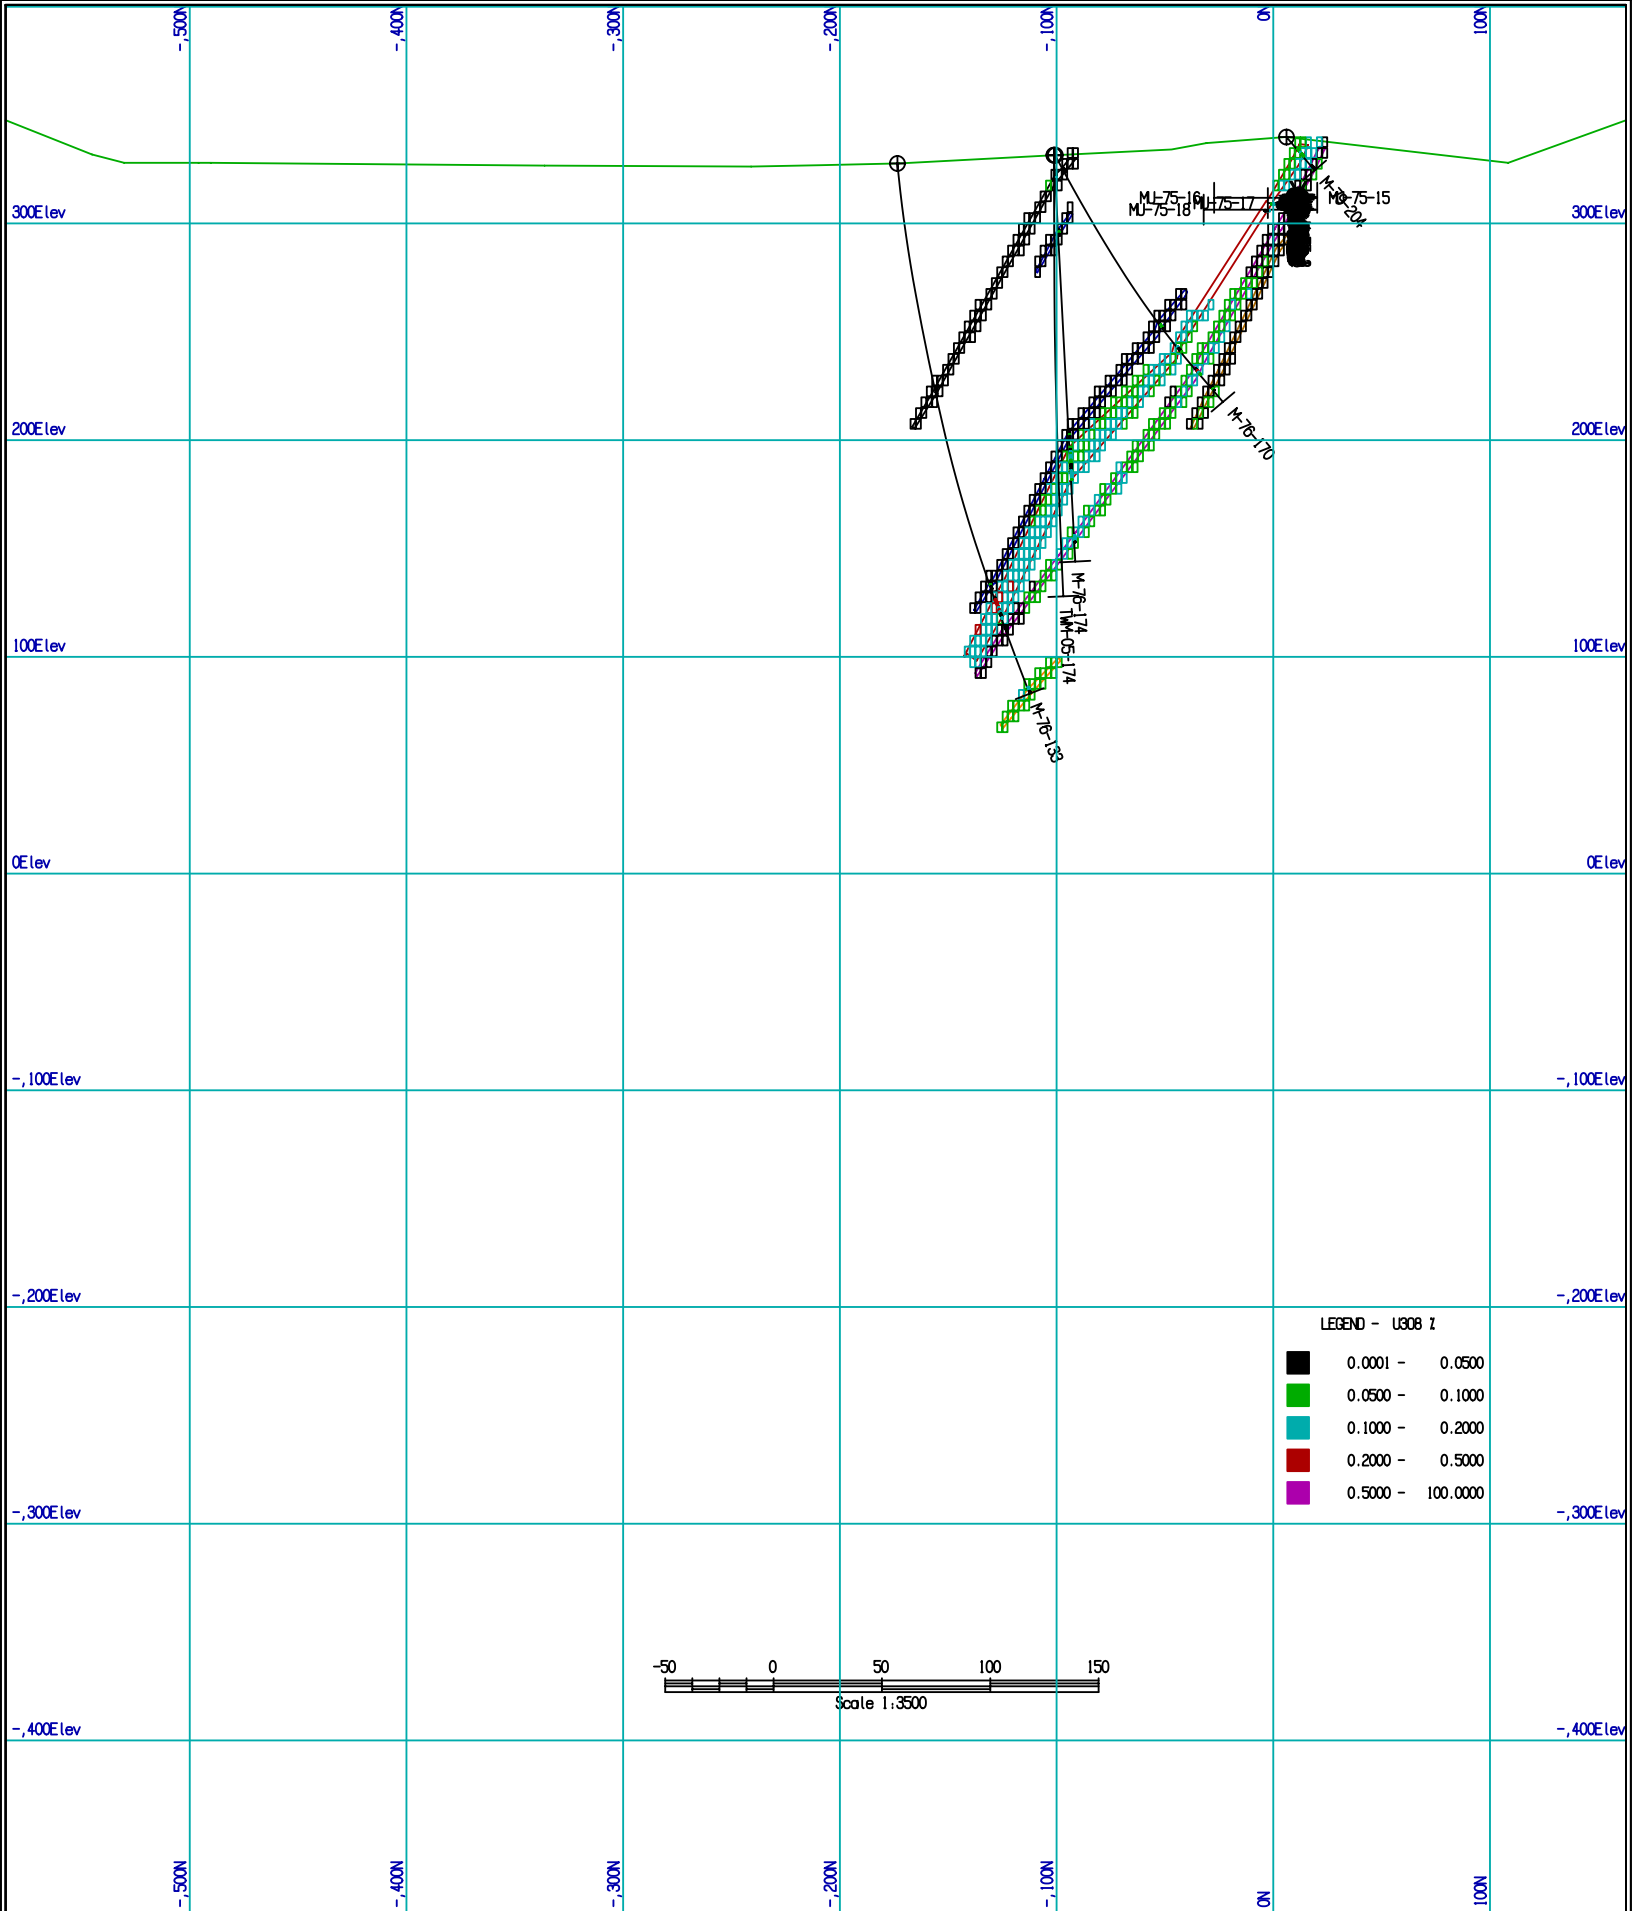 -,500N
-,400N
-,300N
-,200N
-,100N
0N
100N
MU-75-16
MU-75-17
MU-75-15
MU-75-18
300Elev
300Elev
200Elev
200Elev
M-76-170
M-76-174
TWM-05-174
100Elev
100Elev
M-76-133
0Elev
0Elev
-,100Elev
-,100Elev
-,200Elev
-,200Elev
LEGEND - U308 %
0.0001 - 0.0500
0.0500 - 0.1000
0.1000 - 0.2000
0.2000 - 0.5000
0.5000 - 100.0000
-,300Elev
-,300Elev
-50 0 50 100 150
Scale 1:3500
-,400Elev
-,400Elev
-,500N
-,400N
-,300N
-,200N
-,100N
0N
100N